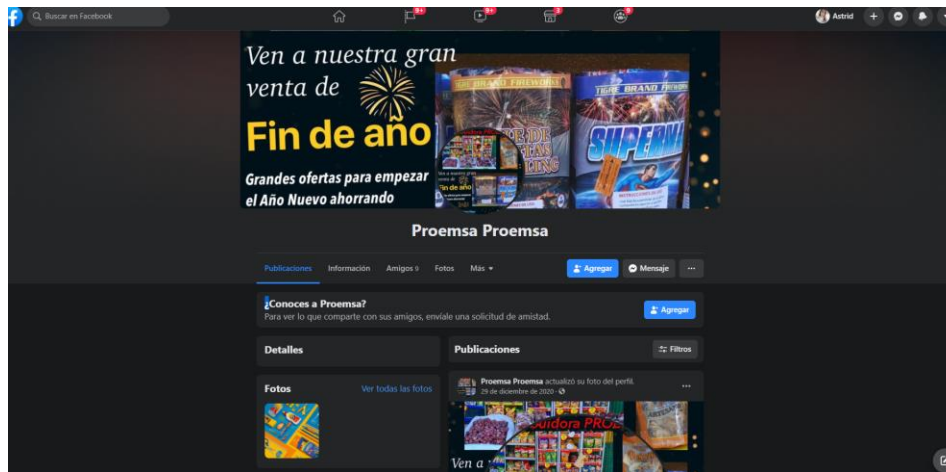 Buscar en Facebook
9+
9+
3
9
Astrid
Ven a nuestra gran
venta de
Fin de año
Grandes ofertas para empezar
el Año Nuevo ahorrando
TIGRE BRAND FIREWORKS
TIGRE BRAND FIREWORKS
Proemsa Proemsa
Publicaciones Información Amigos 9 Fotos Más
Agregar Mensaje ...
¿Conoces a Proemsa?
Para ver lo que comparte con sus amigos, envíale una solicitud de amistad.
Agregar
Detalles
Publicaciones
Filtros
Fotos
Ver todas las fotos
Proemsa Proemsa actualizó su foto del perfil.
29 de diciembre de 2020
Ven a